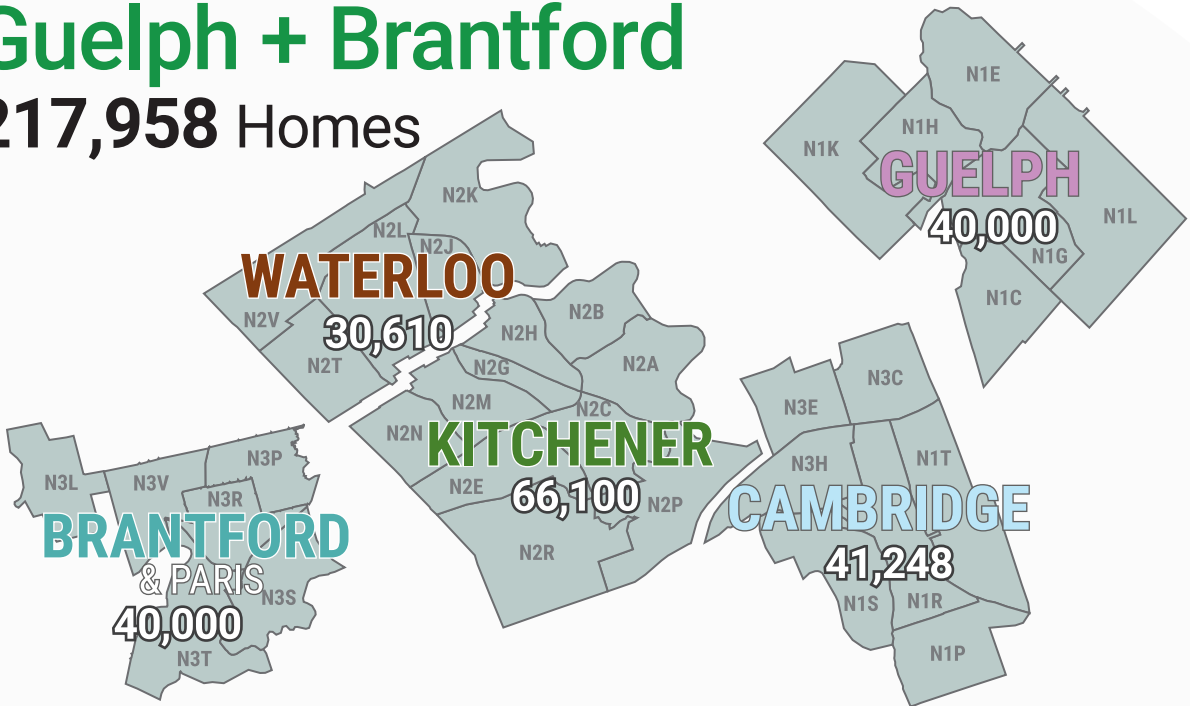 Guelph + Brantford
217,958 Homes
N1E
N1H
N1K
GUELPH
40,000
N1L
N1G
N1C
N2K
N2L
N2J
WATERLOO
30,610
N2V
N2T
N2B
N2H
N2A
N2G
N2M
N2C
N2N
KITCHENER
66,100
N2E
N2P
N2R
N3C
N3E
N3H
N1T
CAMBRIDGE
41,248
N1S
N1R
N1P
N3L
N3V
N3P
N3R
BRANTFORD
& PARIS
40,000
N3S
N3T